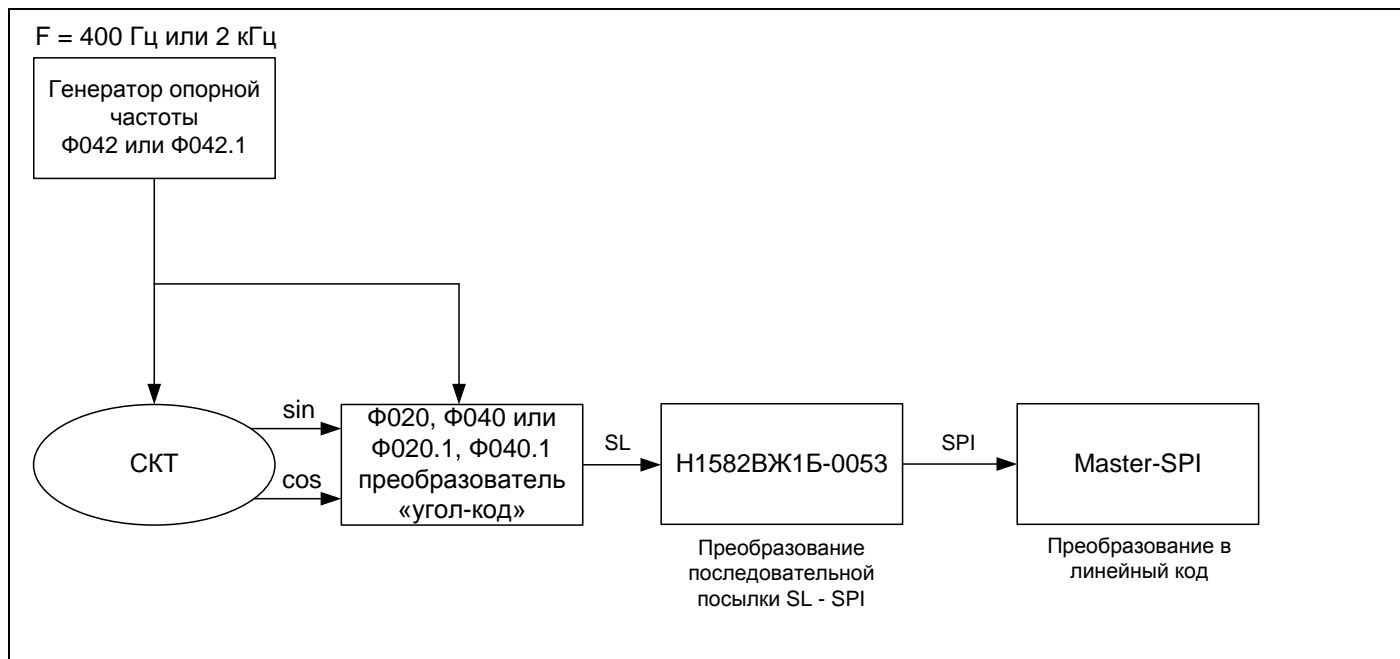 F = 400 Гц или 2 кГц
Генератор опорной
частоты
Ф042 или Ф042.1
СКТ
sin
cos
Ф020, Ф040 или
Ф020.1, Ф040.1
преобразователь
«угол-код»
SL
Н1582ВЖ1Б-0053
SPI
Master-SPI
Преобразование
последовательной
посылки SL - SPI
Преобразование в
линейный код